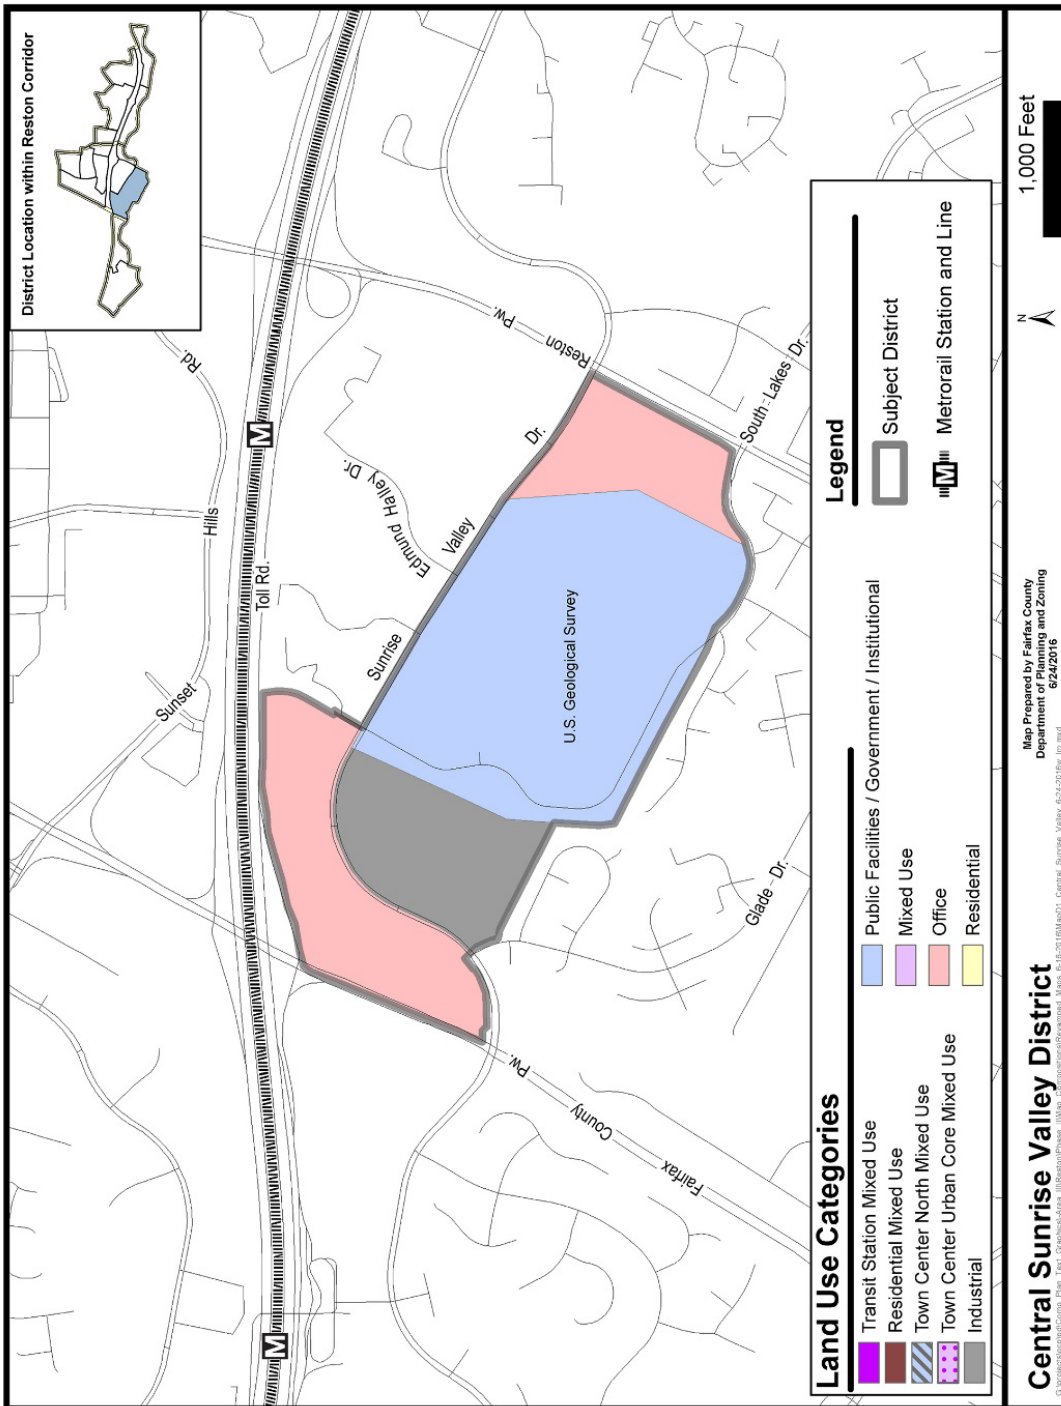 District Location within Reston Corridor
Rd.
Hills
Sunset
Toll Rd.
M
M
Reston Pw.
Edmund Halley Dr.
Sunrise Valley Dr.
South Lakes Dr.
U.S. Geological Survey
Glade Dr.
Fairfax County Pw.
Land Use Categories
Transit Station Mixed Use
Residential Mixed Use
Town Center North Mixed Use
Town Center Urban Core Mixed Use
Industrial
Public Facilities / Government / Institutional
Mixed Use
Office
Residential
Legend
Subject District
M
Metrorail Station and Line
Central Sunrise Valley District
Map Prepared by Fairfax County
Department of Planning and Zoning
6/24/2016
N
1,000 Feet